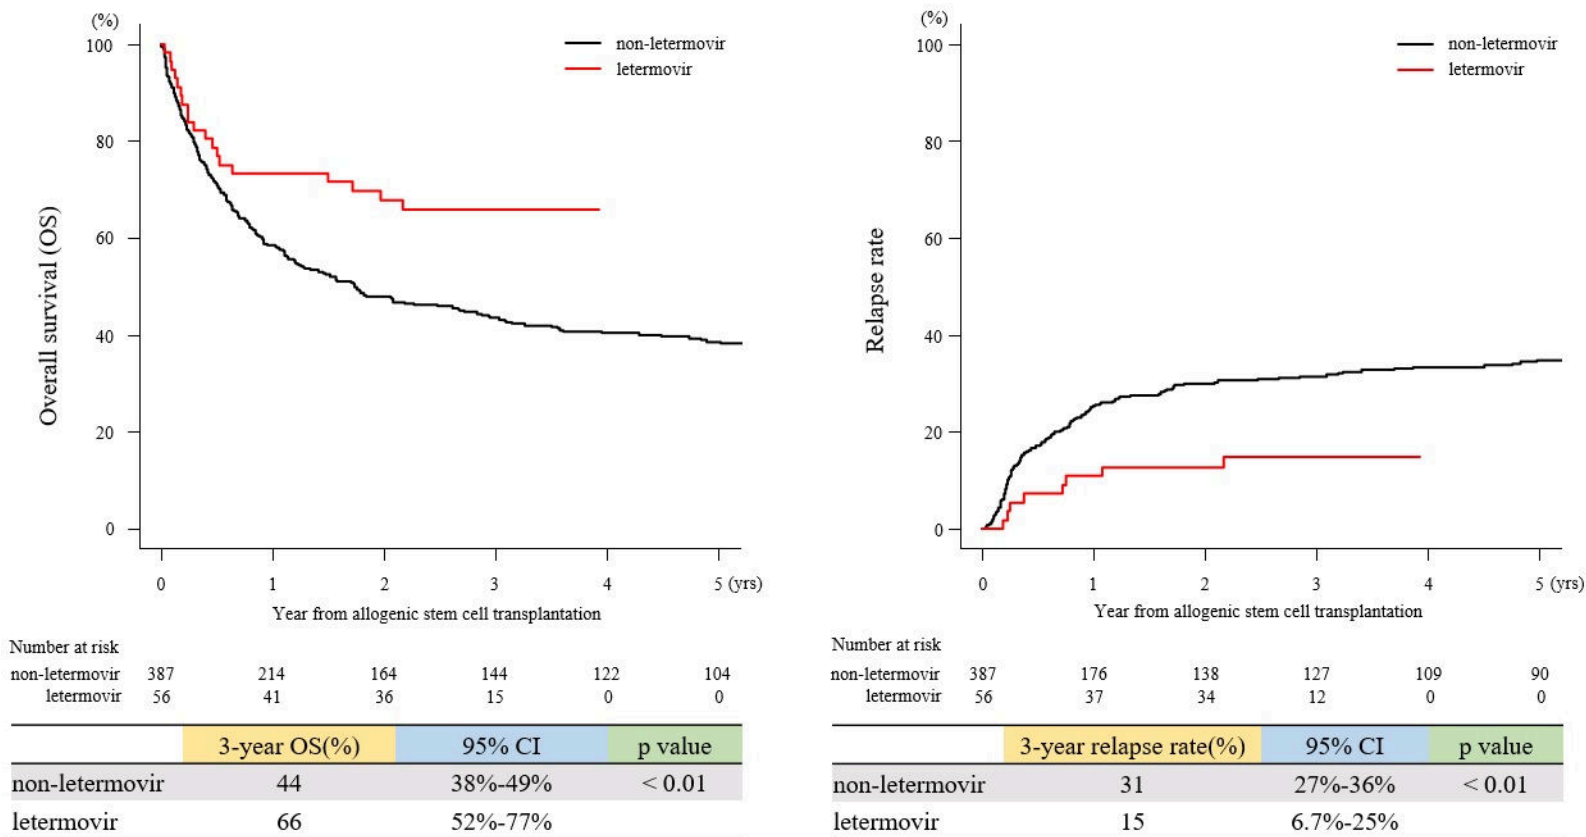 (%)
100
80
60
40
20
0
Overall survival (OS)
non-letermovir
letermovir
0 1 2 3 4 5 (yrs)
Year from allogenic stem cell transplantation
Number at risk
non-letermovir 387 214 164 144 122 104
letermovir 56 41 36 15 0 0
3-year OS(%) 95% CI p value
non-letermovir 44 38%-49% < 0.01
letermovir 66 52%-77%
(%)
100
80
60
40
20
0
Relapse rate
non-letermovir
letermovir
0 1 2 3 4 5 (yrs)
Year from allogenic stem cell transplantation
Number at risk
non-letermovir 387 176 138 127 109 90
letermovir 56 37 34 12 0 0
3-year relapse rate(%) 95% CI p value
non-letermovir 31 27%-36% < 0.01
letermovir 15 6.7%-25%